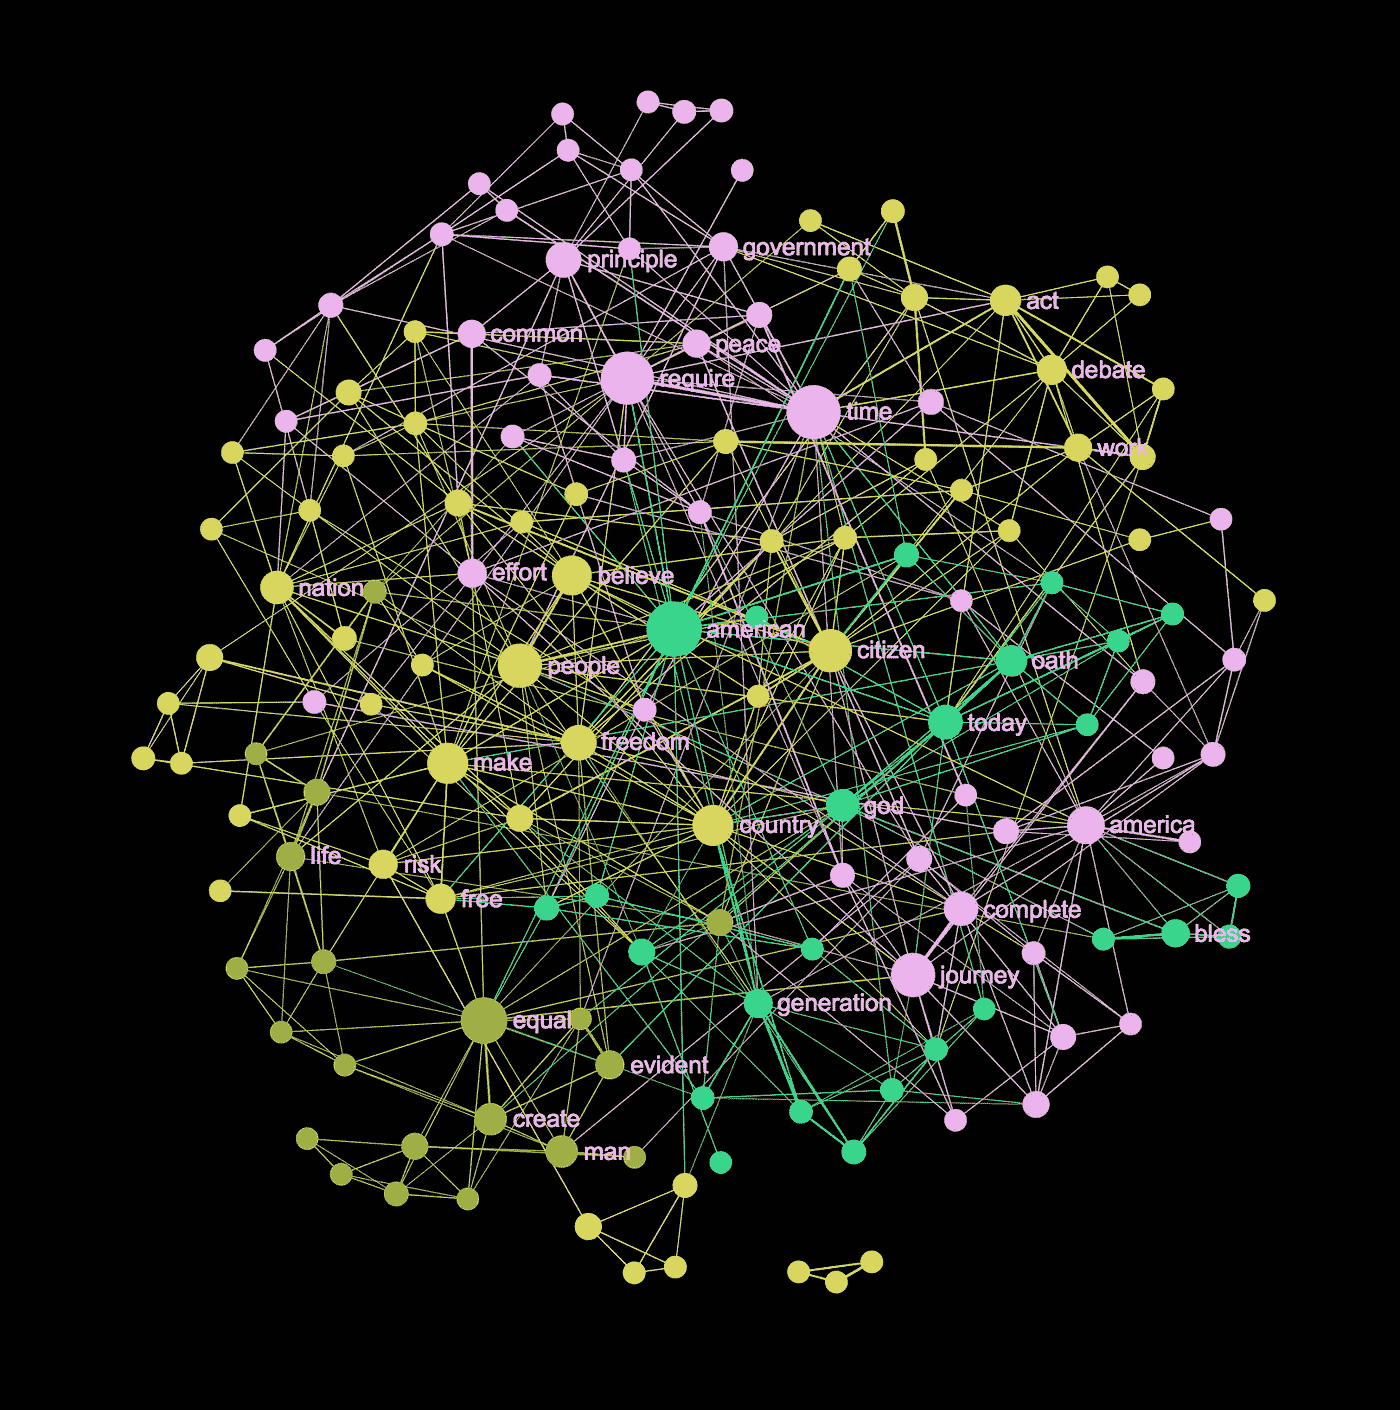 government
principle
act
common
peace
debate
require
time
work
effort
believe
nation
american
citizen
oath
people
today
freedom
make
god
country
america
life
risk
free
complete
bless
journey
generation
equal
evident
create
man